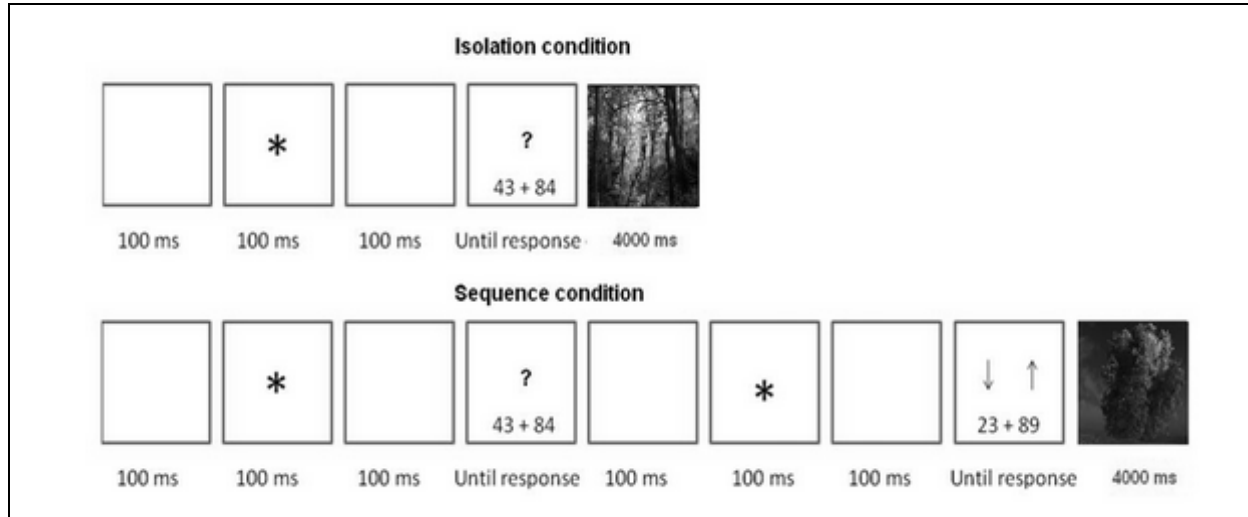 Isolation condition
*
?
43 + 84
100 ms 100 ms 100 ms Until response 4000 ms
Sequence condition
* ? * ↓ ↑
43 + 84 23 + 89
100 ms 100 ms 100 ms Until response 100 ms 100 ms 100 ms Until response 4000 ms